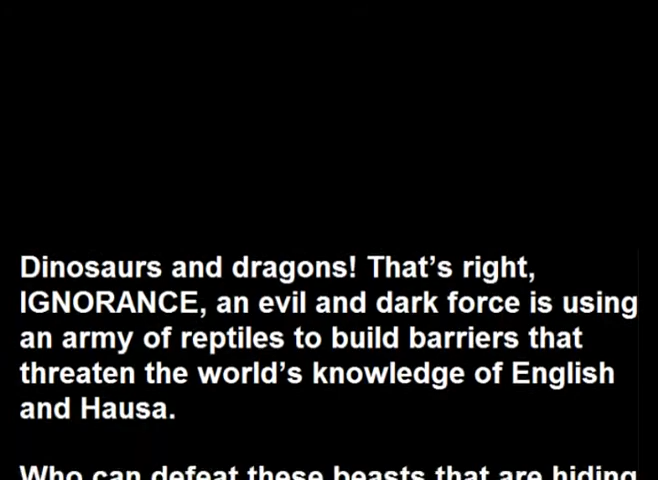 Dinosaurs and dragons! That’s right,
IGNORANCE, an evil and dark force is using
an army of reptiles to build barriers that
threaten the world’s knowledge of English
and Hausa.
Who can defeat these beasts that are hiding